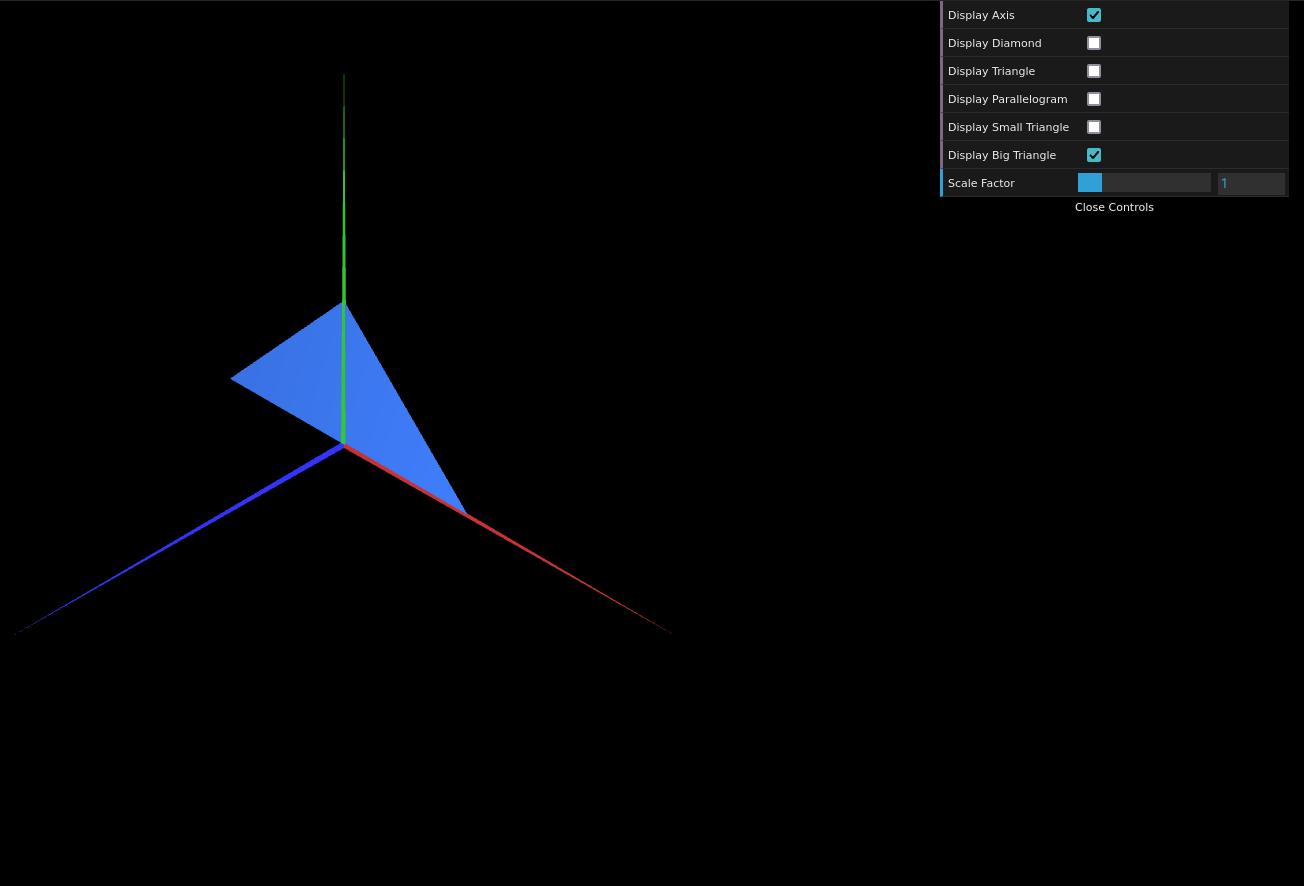 Display Axis
Display Diamond
Display Triangle
Display Parallelogram
Display Small Triangle
Display Big Triangle
Scale Factor 1
Close Controls